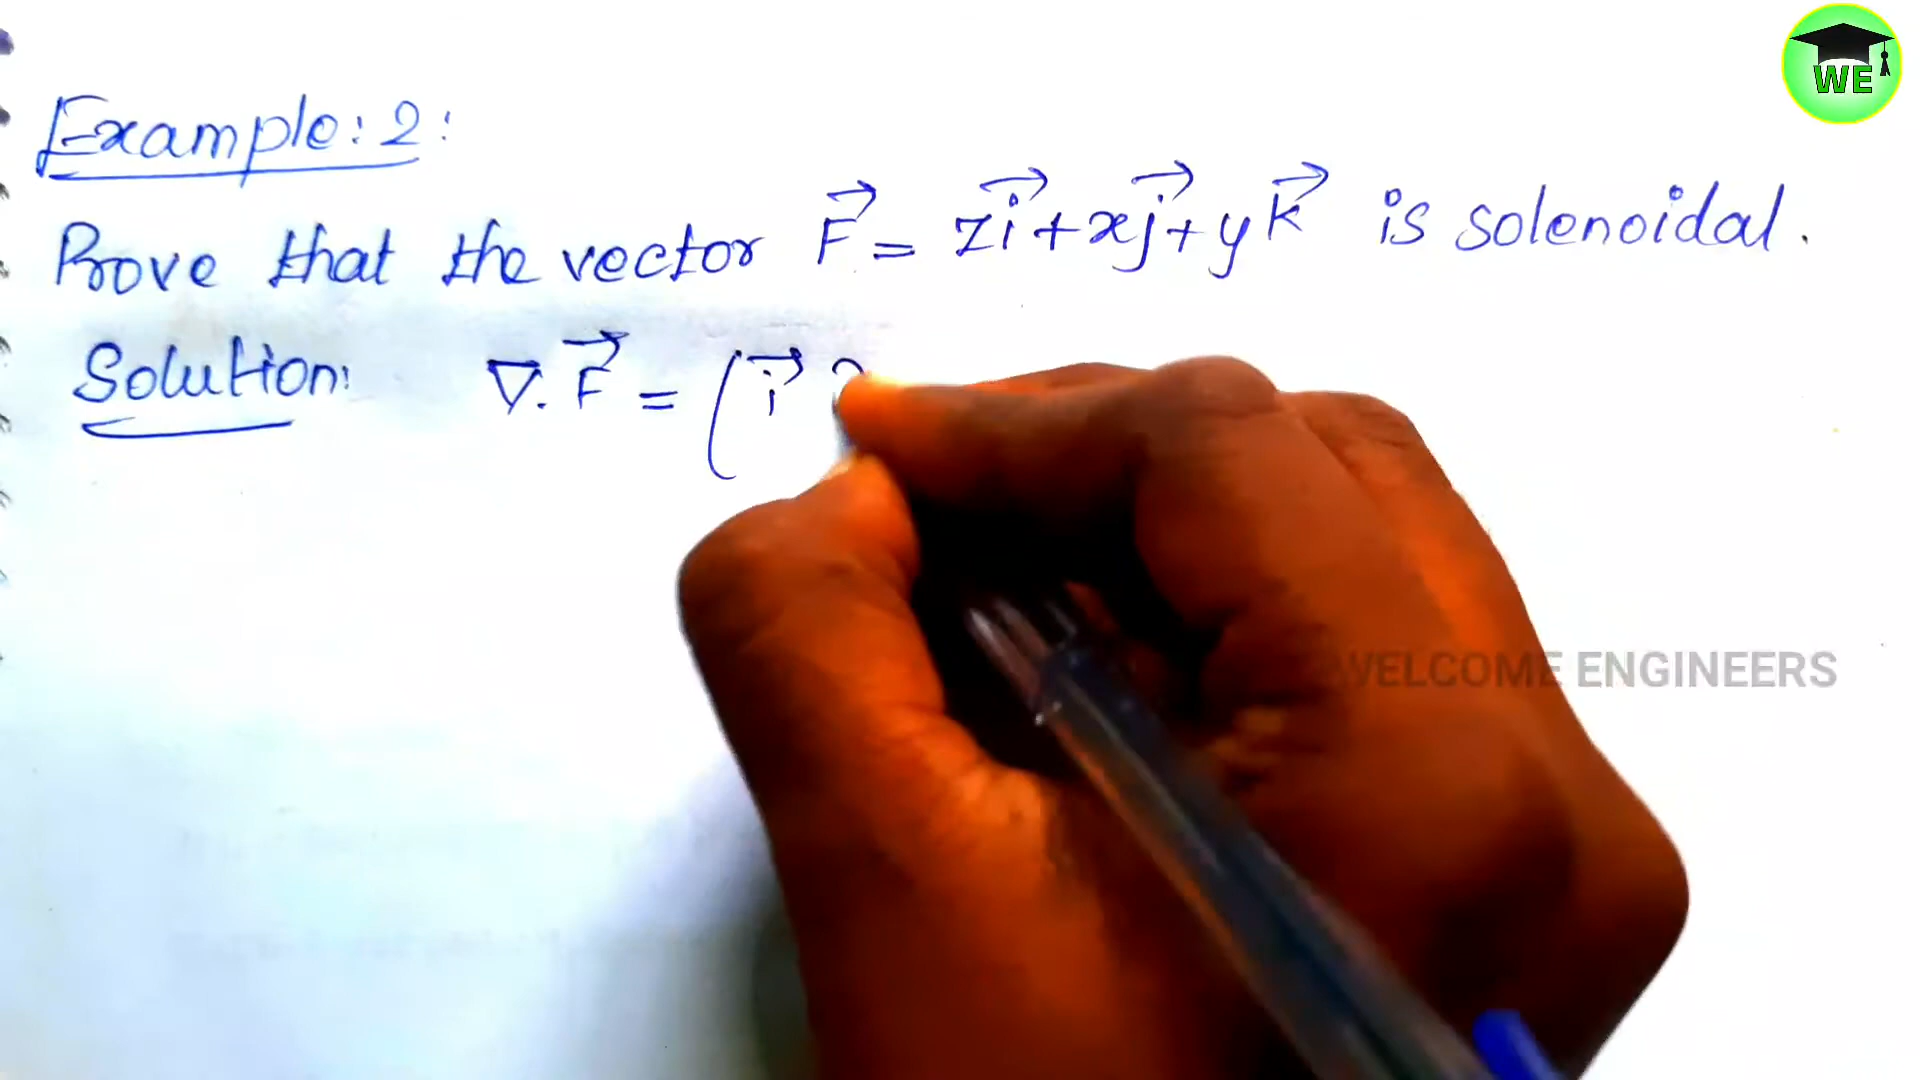 WE
Example: 2:
Prove that the vector F⃗ = zi⃗ + xj⃗ + yk⃗ is solenoidal.
Solution: ∇. F⃗ = ( i⃗
WELCOME ENGINEERS